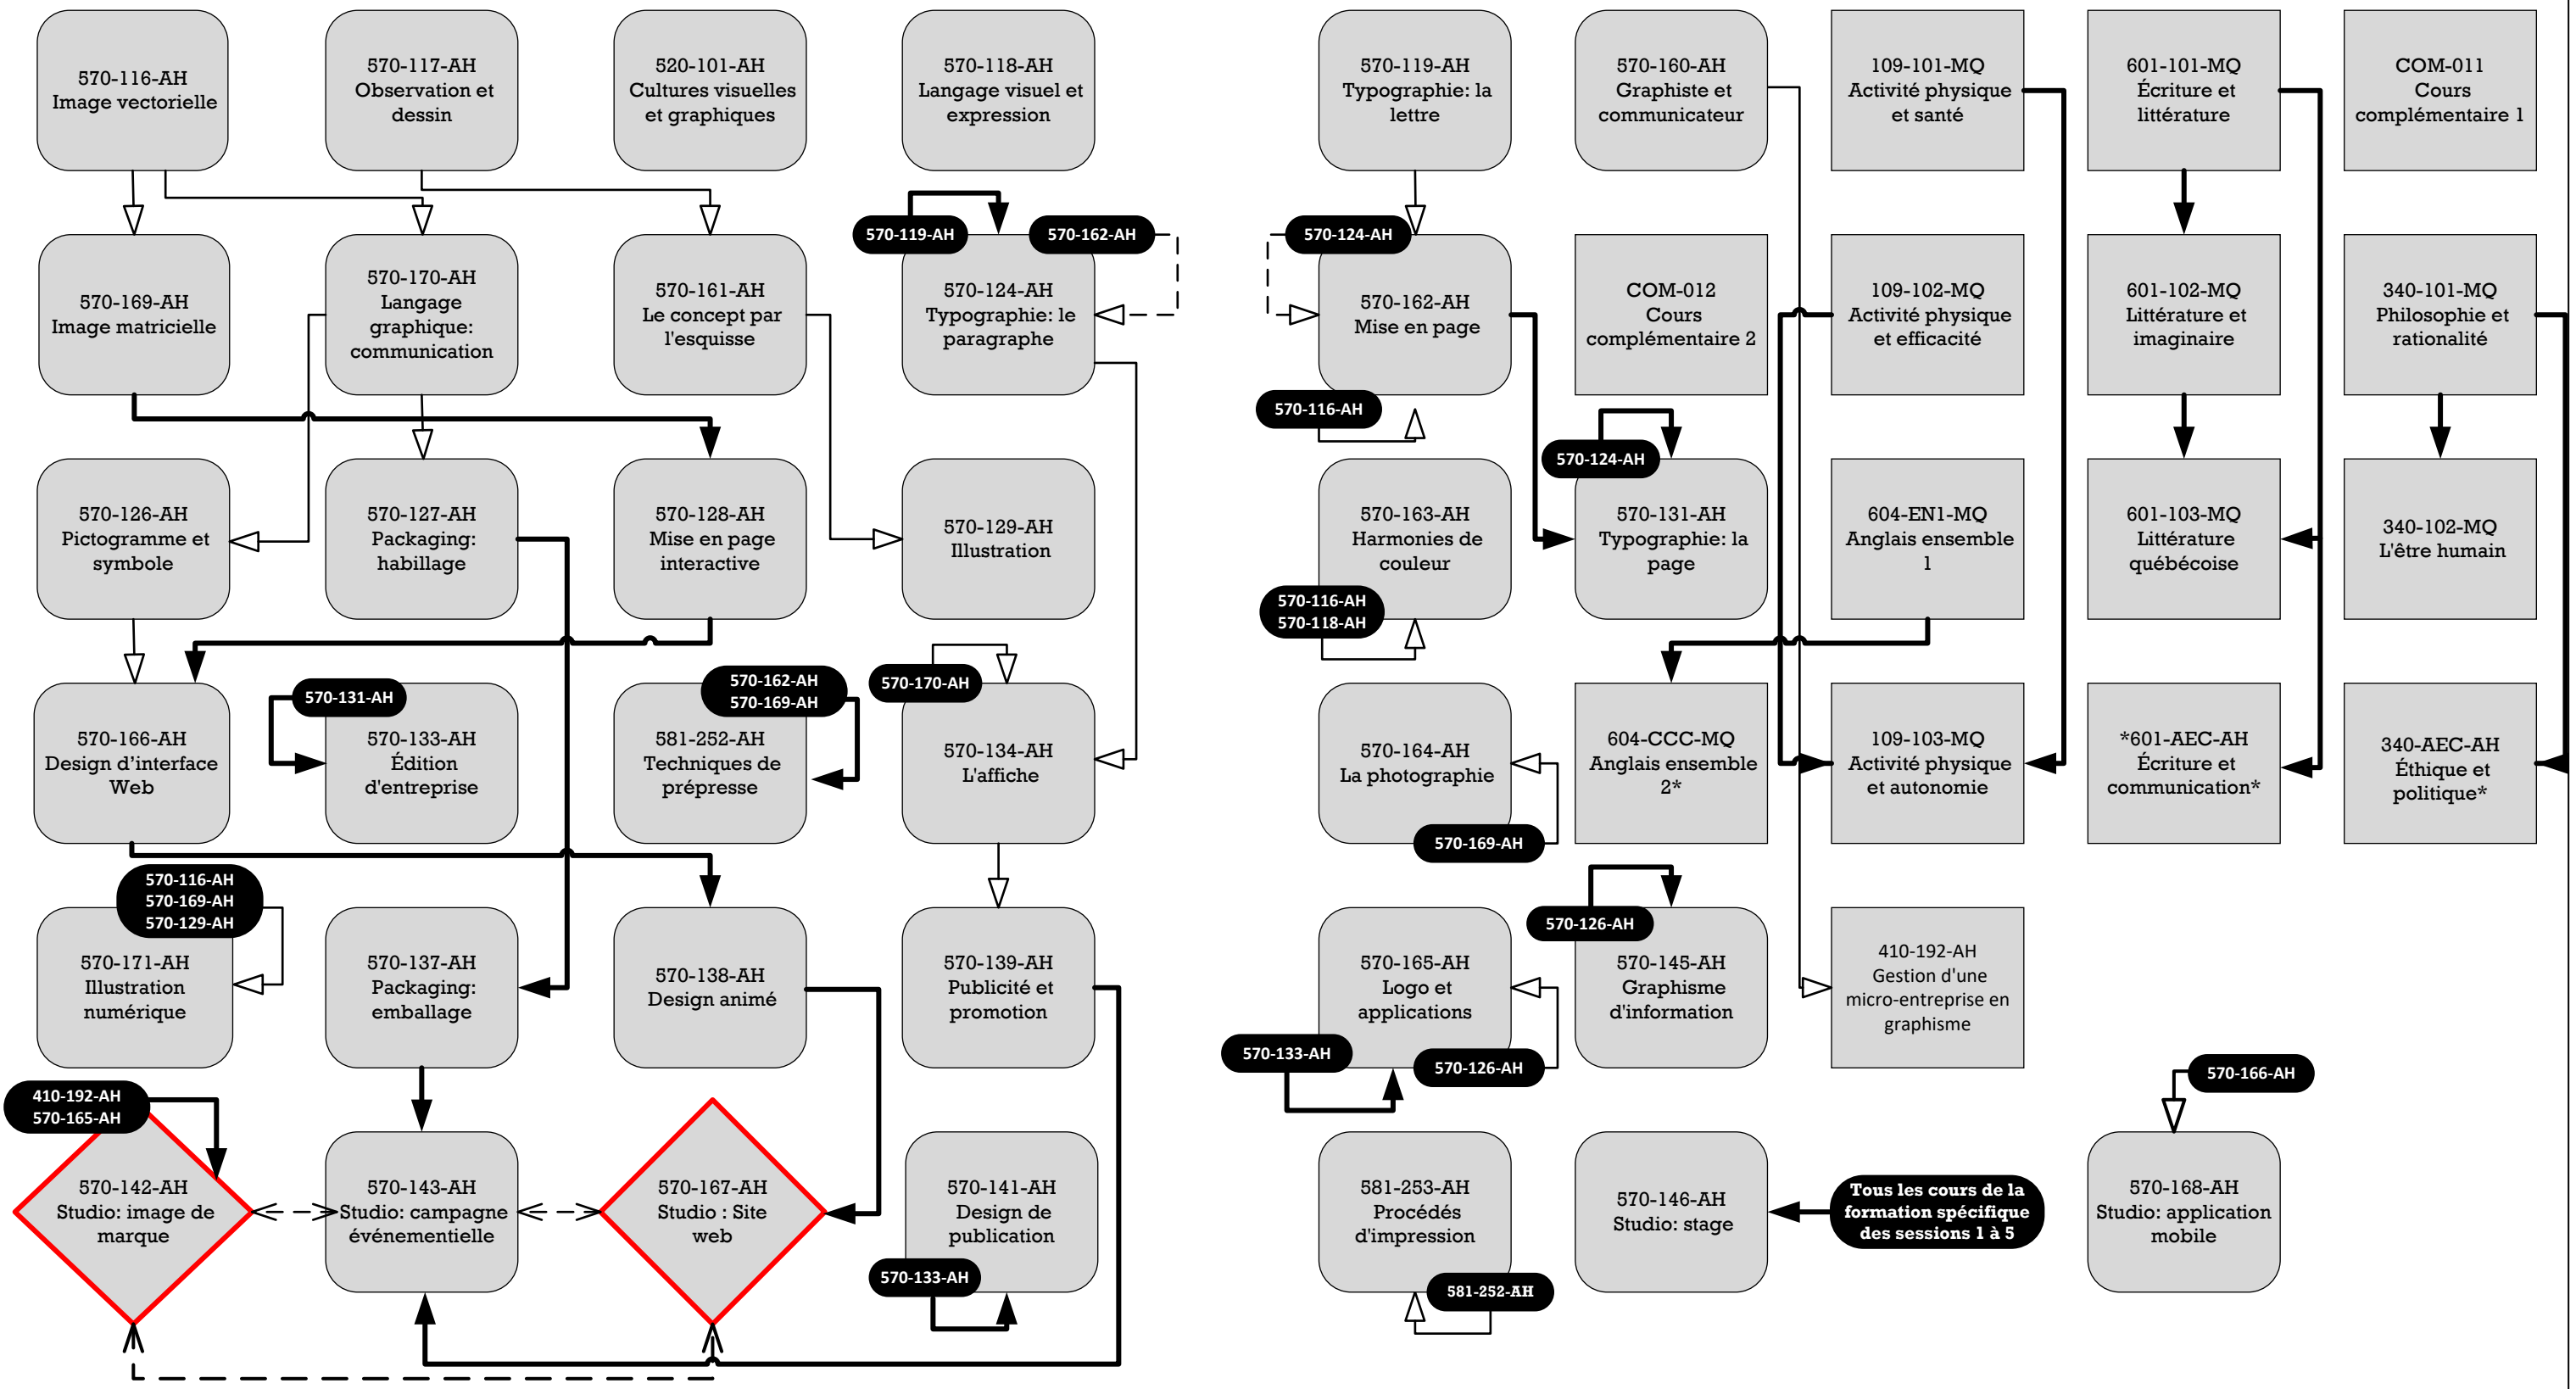 570-116-AH
Image vectorielle
570-117-AH
Observation et
dessin
520-101-AH
Cultures visuelles
et graphiques
570-118-AH
Langage visuel et
expression
570-119-AH
Typographie: la
lettre
570-160-AH
Graphiste et
communicateur
109-101-MQ
Activité physique
et santé
601-101-MQ
Écriture et
littérature
COM-011
Cours
complémentaire 1
570-169-AH
Image matricielle
570-170-AH
Langage
graphique:
communication
570-161-AH
Le concept par
l'esquisse
570-119-AH
570-162-AH
570-124-AH
Typographie: le
paragraphe
570-124-AH
570-162-AH
Mise en page
570-116-AH
COM-012
Cours
complémentaire 2
109-102-MQ
Activité physique
et efficacité
601-102-MQ
Littérature et
imaginaire
340-101-MQ
Philosophie et
rationalité
570-126-AH
Pictogramme et
symbole
570-127-AH
Packaging:
habillage
570-128-AH
Mise en page
interactive
570-129-AH
Illustration
570-163-AH
Harmonies de
couleur
570-116-AH
570-118-AH
570-124-AH
570-131-AH
Typographie: la
page
604-EN1-MQ
Anglais ensemble
1
601-103-MQ
Littérature
québécoise
340-102-MQ
L'être humain
570-166-AH
Design d’interface
Web
570-131-AH
570-133-AH
Édition
d'entreprise
570-162-AH
570-169-AH
581-252-AH
Techniques de
prépresse
570-170-AH
570-134-AH
L'affiche
570-164-AH
La photographie
570-169-AH
604-CCC-MQ
Anglais ensemble
2*
109-103-MQ
Activité physique
et autonomie
*601-AEC-AH
Écriture et
communication*
340-AEC-AH
Éthique et
politique*
570-116-AH
570-169-AH
570-129-AH
570-171-AH
Illustration
numérique
570-137-AH
Packaging:
emballage
570-138-AH
Design animé
570-139-AH
Publicité et
promotion
570-165-AH
Logo et
applications
570-133-AH
570-126-AH
570-126-AH
570-145-AH
Graphisme
d'information
410-192-AH
Gestion d'une
micro-entreprise en
graphisme
410-192-AH
570-165-AH
570-142-AH
Studio: image de
marque
570-143-AH
Studio: campagne
événementielle
570-167-AH
Studio : Site
web
570-141-AH
Design de
publication
570-133-AH
581-253-AH
Procédés
d'impression
581-252-AH
570-146-AH
Studio: stage
Tous les cours de la
formation spécifique
des sessions 1 à 5
570-166-AH
570-168-AH
Studio: application
mobile